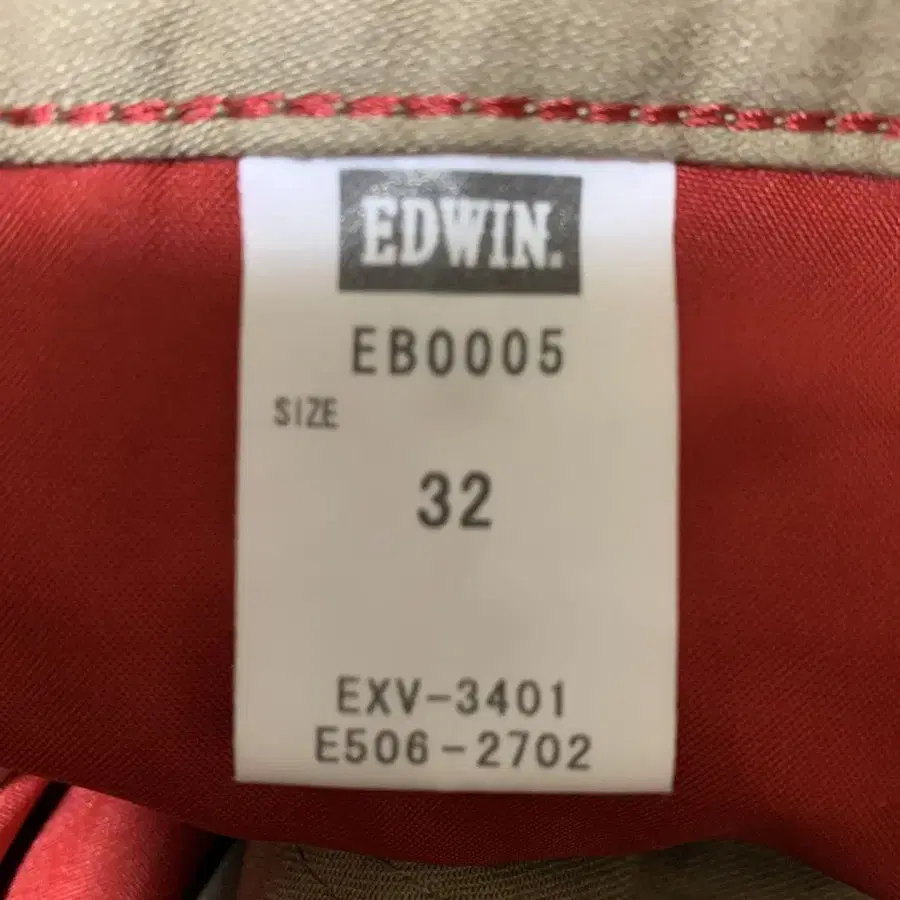 EDWIN.
EB0005
SIZE
32
EXV-3401
E506-2702